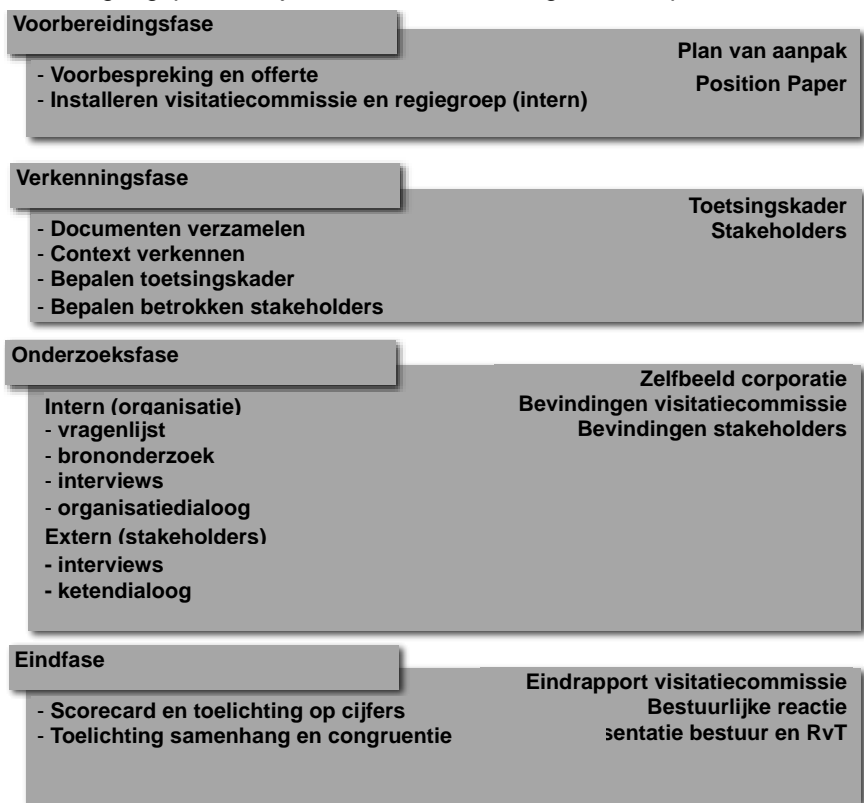 Voorbereidingsfase
Plan van aanpak
Position Paper
- Voorbespreking en offerte
- Installeren visitatiecommissie en regiegroep (intern)
Verkenningsfase
Toetsingskader
Stakeholders
- Documenten verzamelen
- Context verkennen
- Bepalen toetsingskader
- Bepalen betrokken stakeholders
Onderzoeksfase
Zelfbeeld corporatie
Bevindingen visitatiecommissie
Bevindingen stakeholders
Intern (organisatie)
- vragenlijst
- brononderzoek
- interviews
- organisatiedialoog
Extern (stakeholders)
- interviews
- ketendialoog
Eindfase
Eindrapport visitatiecommissie
Bestuurlijke reactie
sentatie bestuur en RvT
- Scorecard en toelichting op cijfers
- Toelichting samenhang en congruentie